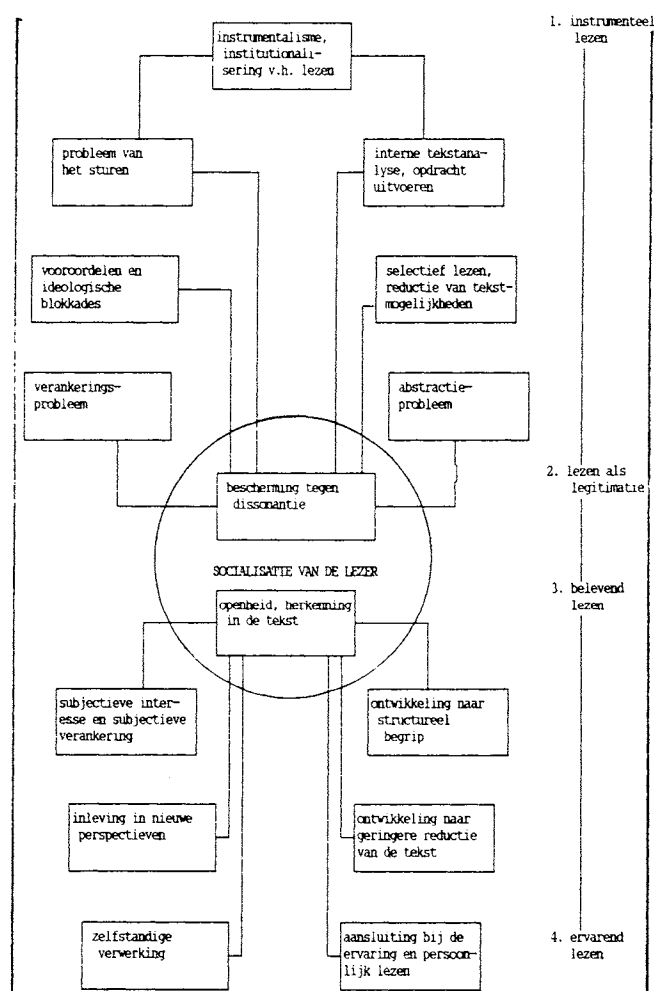 instrumentalisme,
institutionali-
sering v.h. lezen
1. instrumenteel
lezen
probleem van
het sturen
interne tekstana-
lyse, opdracht
uitvoeren
vooroordelen en
ideologische
blokkades
selectief lezen,
reductie van tekst-
mogelijkheden
verankerings-
probleem
abstractie-
probleem
bescherming tegen
dissonantie
2. lezen als
legitimatie
SOCIALISATIE VAN DE LEZER
3. belevend
lezen
openheid, herkenning
in de tekst
subjectieve inter-
esse en subjectieve
verankering
ontwikkeling naar
structureel
begrip
inleving in nieuwe
perspectieven
ontwikkeling naar
geringere reductie
van de tekst
zelfstandige
verwerking
aansluiting bij de
ervaring en persoon-
lijk lezen
4. ervarend
lezen